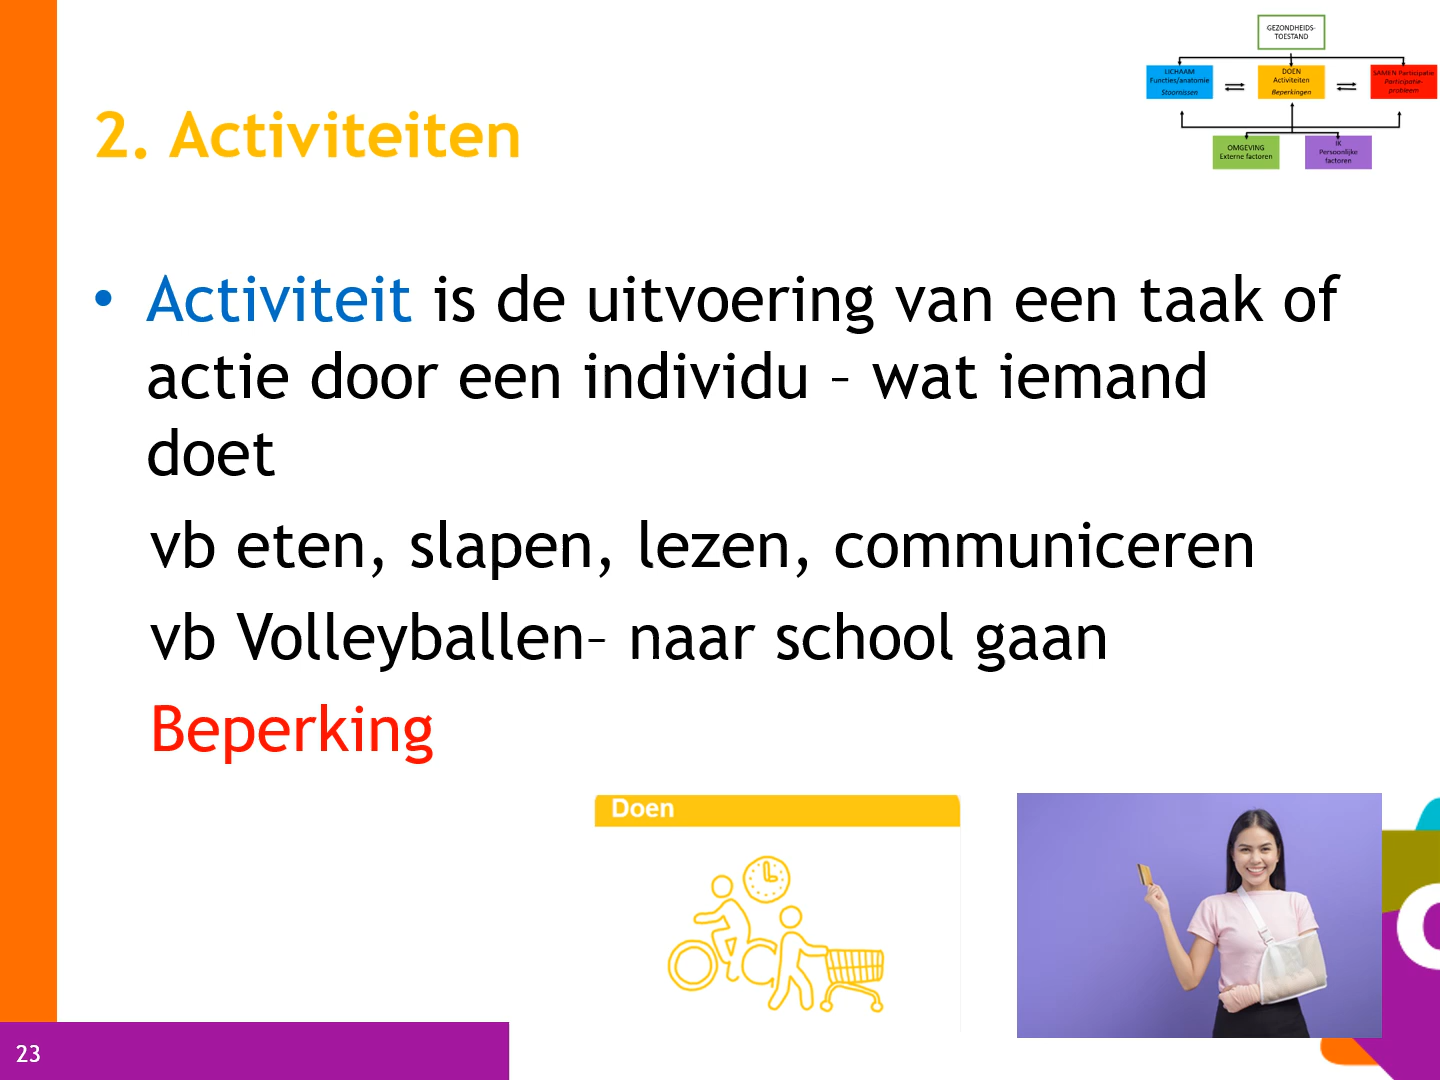 GEZONDHEIDS-
TOESTAND
LICHAAM
Functies/anatomie
Stoornissen
DOEN
Activiteiten
Beperkingen
SAMEN Participatie
Participatie-
probleem
OMGEVING
Externe factoren
IK
Persoonlijke
factoren
2. Activiteiten
• Activiteit is de uitvoering van een taak of
actie door een individu – wat iemand
doet
vb eten, slapen, lezen, communiceren
vb Volleyballen– naar school gaan
Beperking
Doen
23